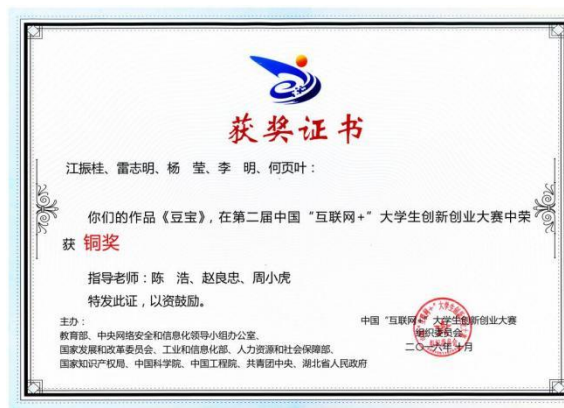 获奖证书
江振桂、雷志明、杨 莹、李 明、何页叶：
你们的作品《豆宝》，在第二届中国“互联网+”大学生创新创业大赛中荣
获 铜奖
指导老师：陈 浩、赵良忠、周小虎
特发此证，以资鼓励。
主办：
教育部、中央网络安全和信息化领导小组办公室、
国家发展和改革委员会、工业和信息化部、人力资源和社会保障部、
国家知识产权局、中国科学院、中国工程院、共青团中央、湖北省人民政府
中国“互联网+”大学生创新创业大赛
组织委员会
二〇一六年十月